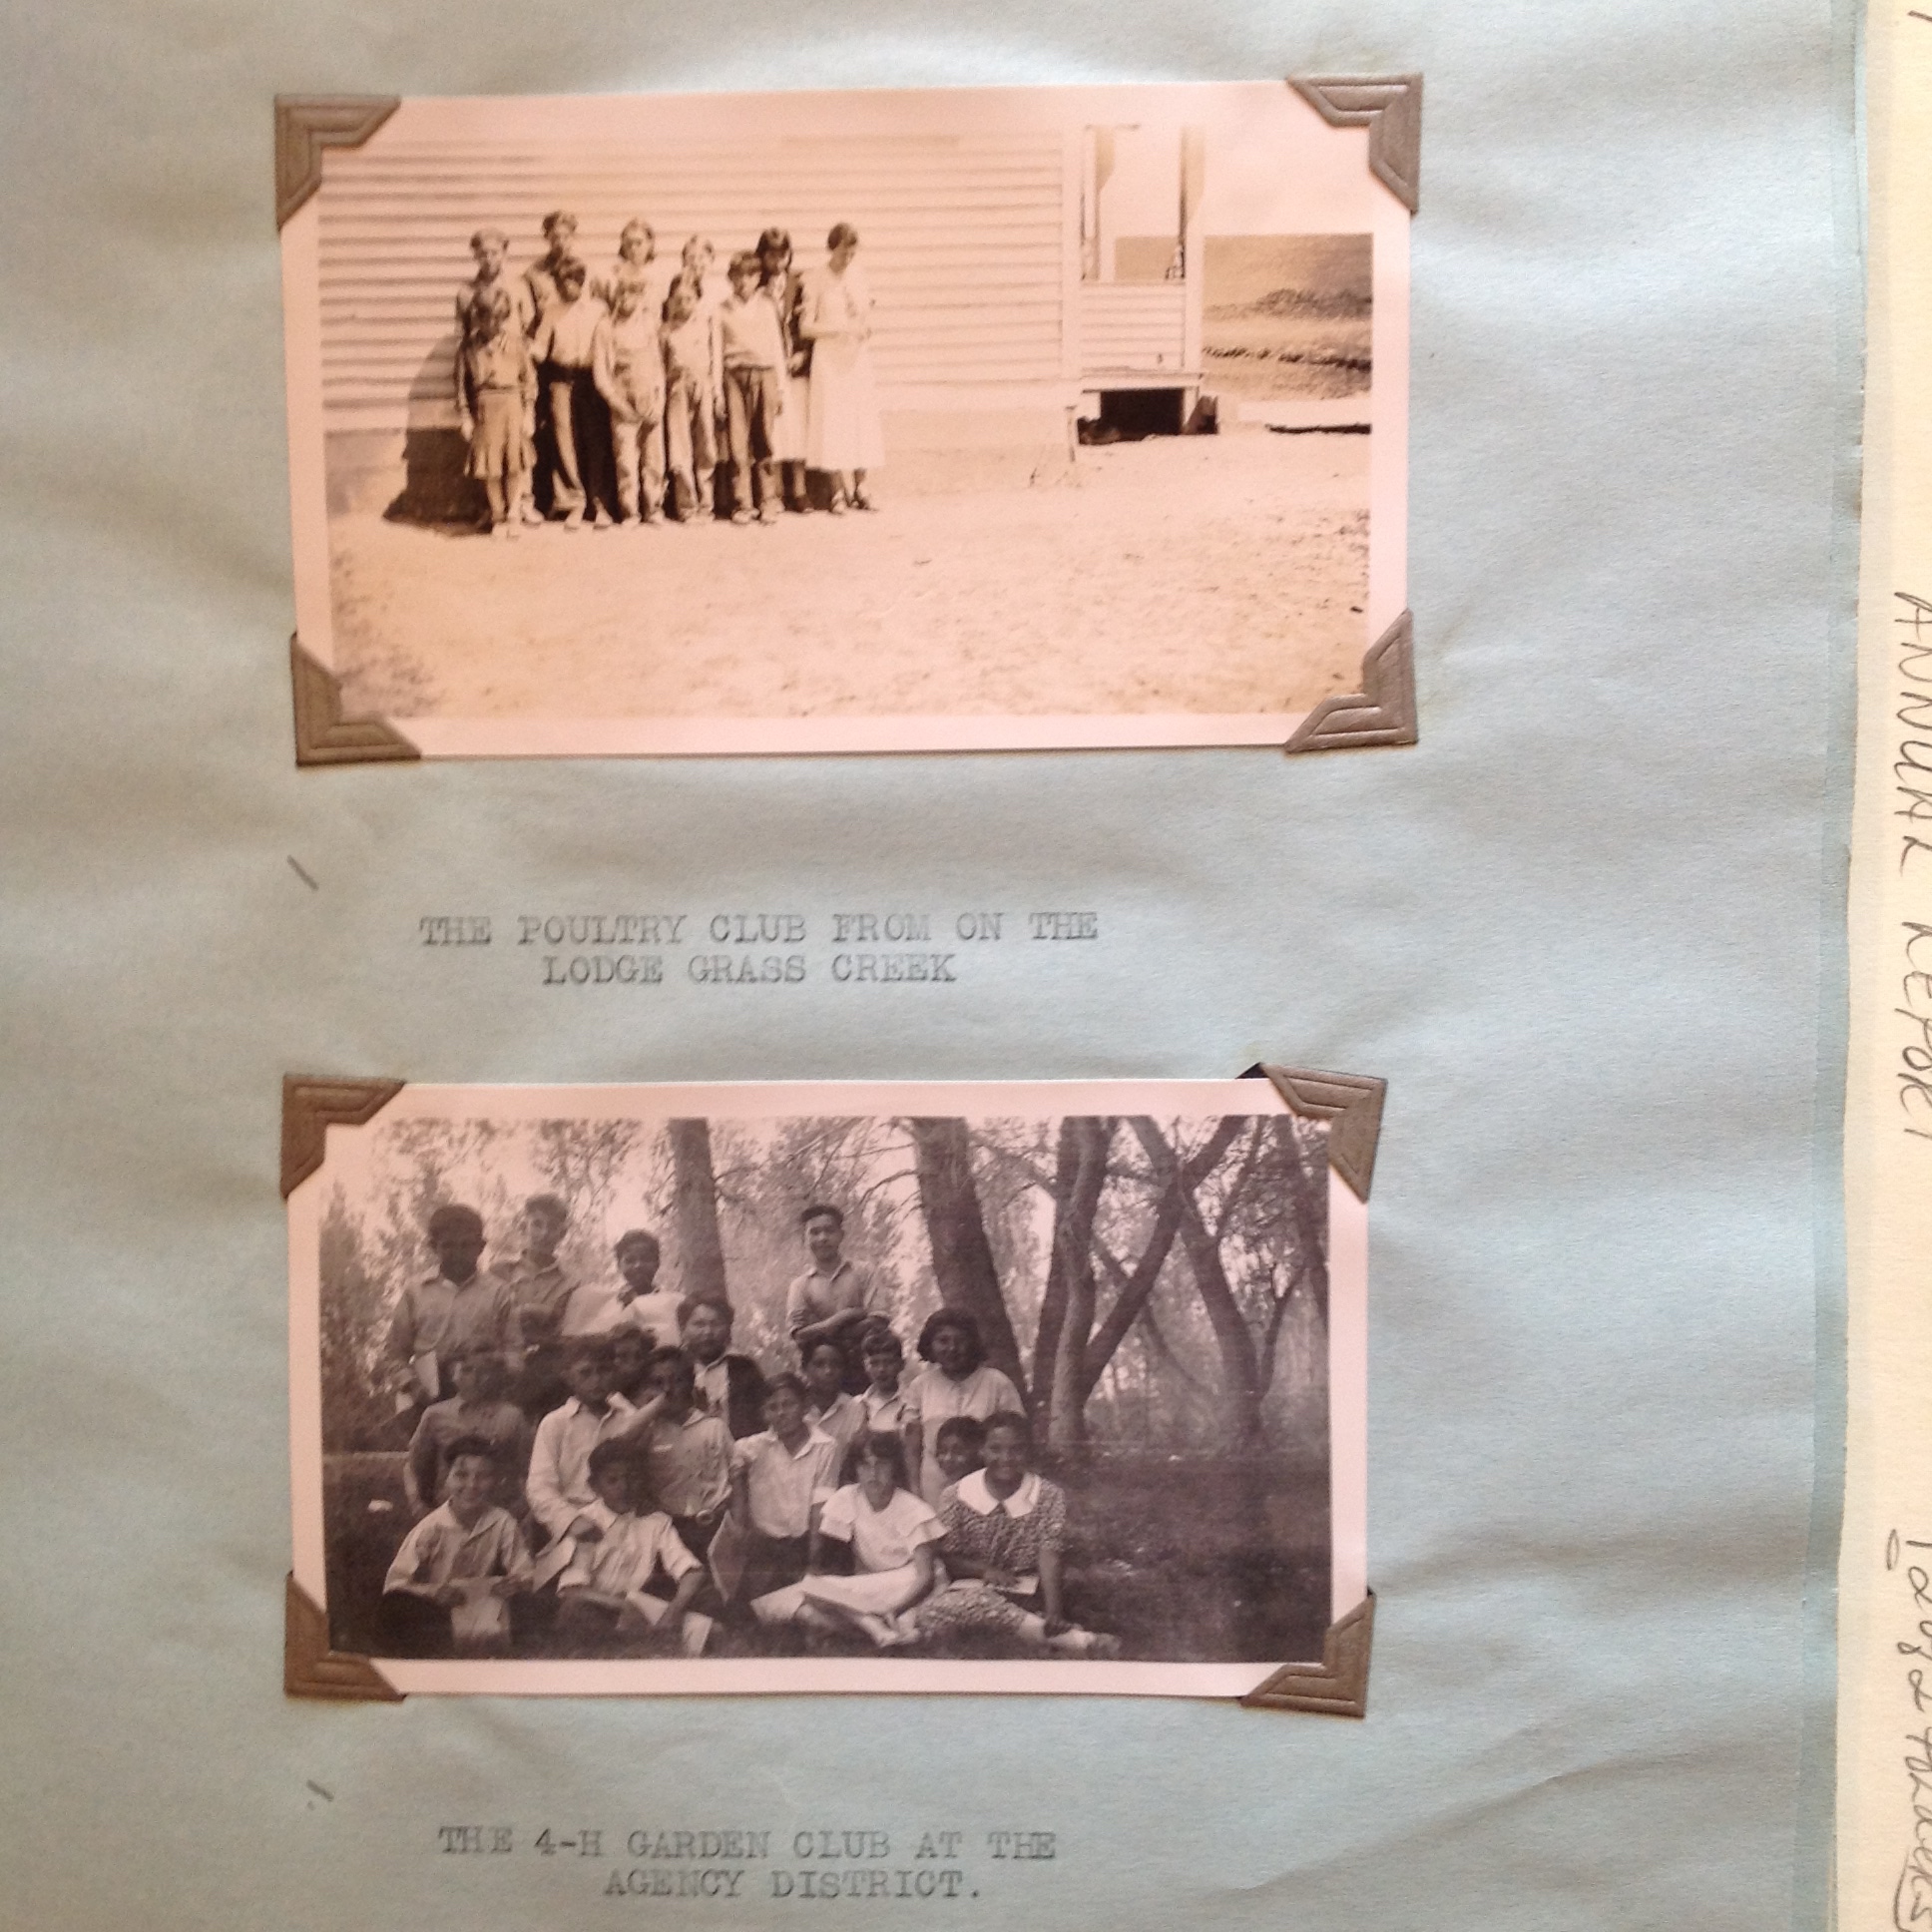 THE POULTRY CLUB FROM ON THE
LODGE GRASS CREEK
THE 4-H GARDEN CLUB AT THE
AGENCY DISTRICT.
ANNUAL REPORT